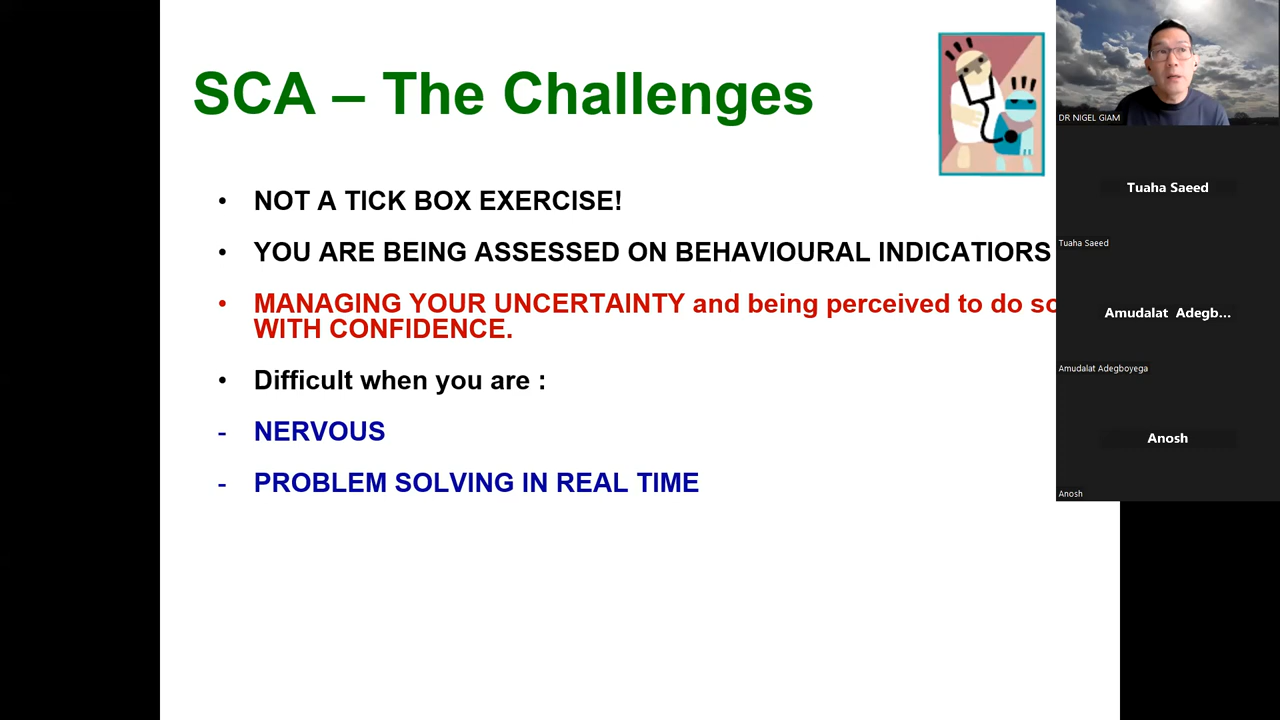 SCA – The Challenges
• NOT A TICK BOX EXERCISE!
• YOU ARE BEING ASSESSED ON BEHAVIOURAL INDICATIORS
• MANAGING YOUR UNCERTAINTY and being perceived to do so
WITH CONFIDENCE.
• Difficult when you are :
- NERVOUS
- PROBLEM SOLVING IN REAL TIME
DR NIGEL GIAM
Tuaha Saeed
Tuaha Saeed
Amudalat Adegb...
Amudalat Adegboyega
Anosh
Anosh